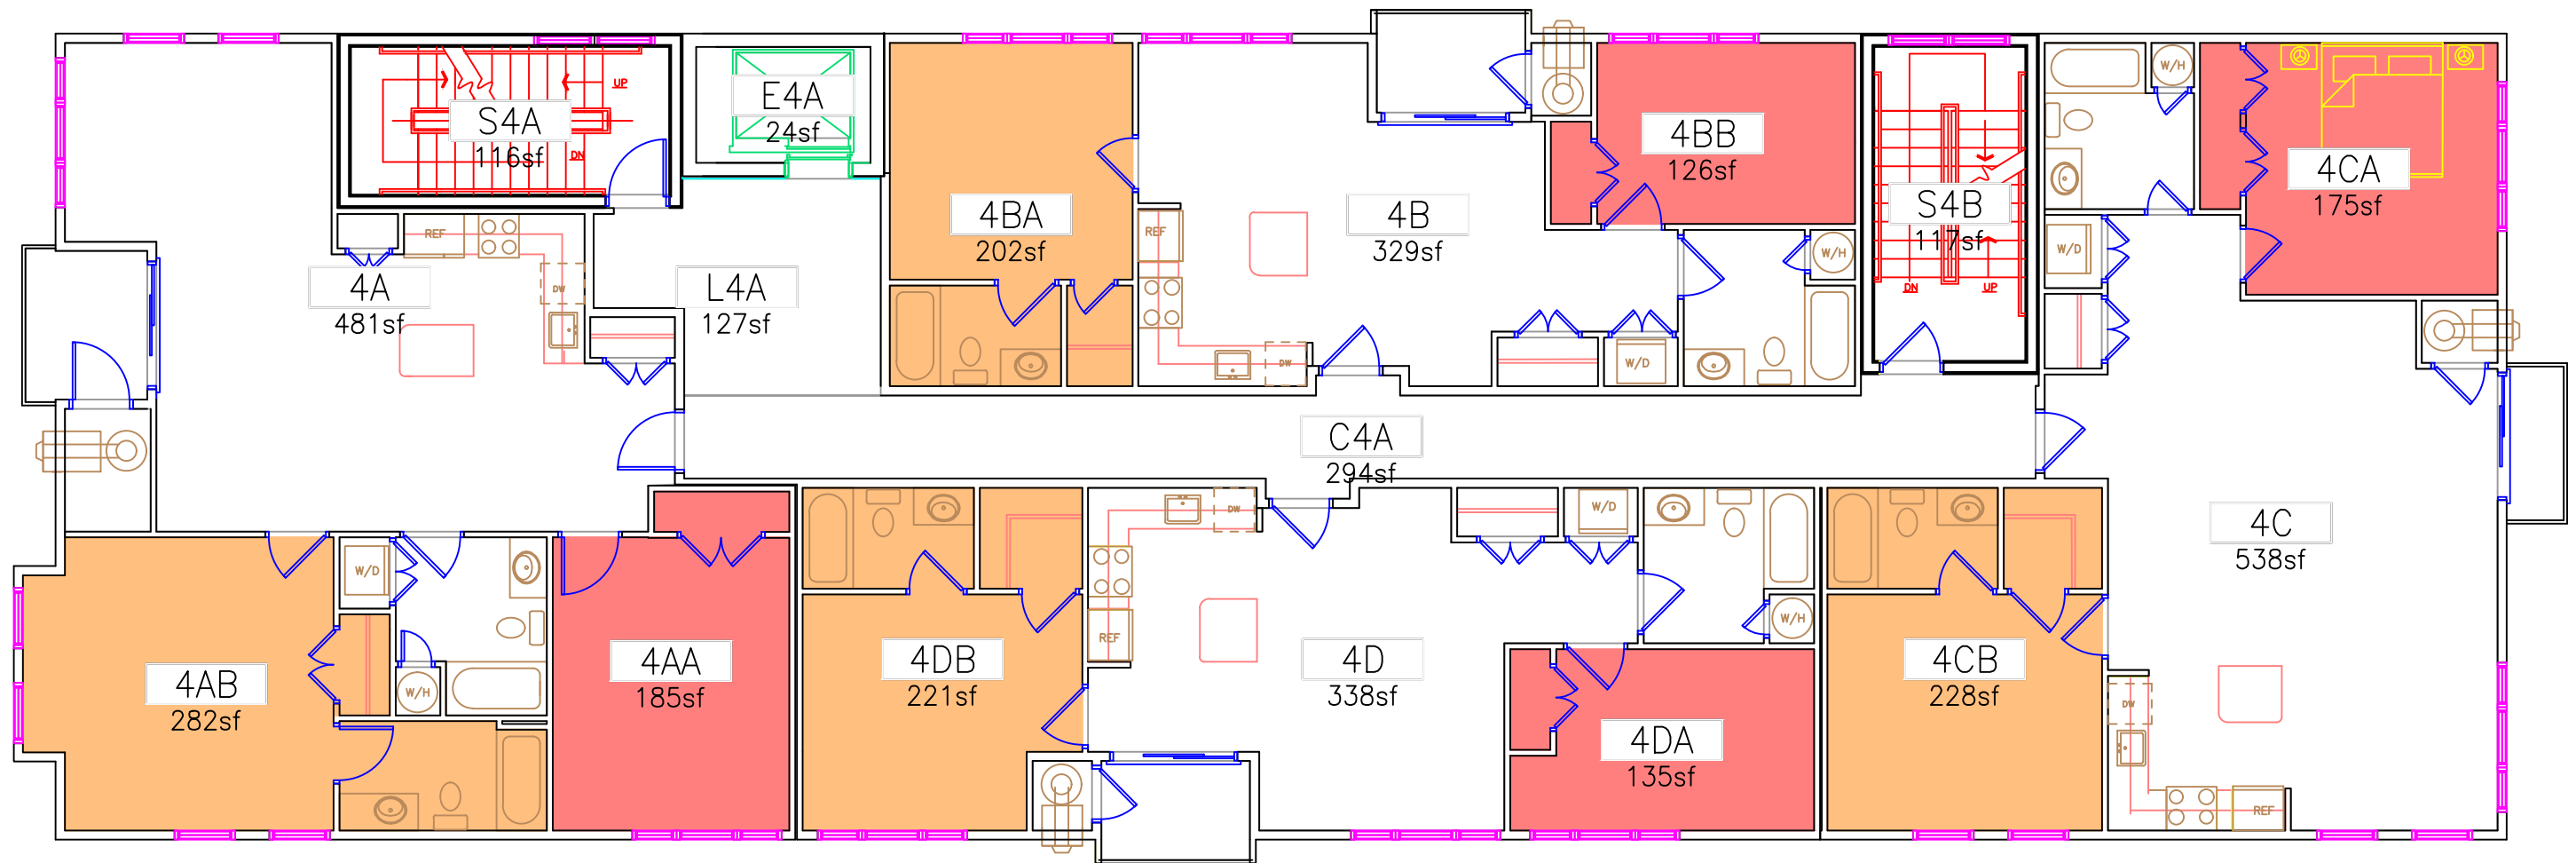 UP
S4A
116sf
DN
E4A
24sf
4BA
202sf
REF
4B
329sf
4BB
126sf
W/H
S4B
117sf
DN
UP
W/H
4CA
175sf
W/D
REF
4A
481sf
DW
L4A
127sf
DW
W/D
W/H
C4A
294sf
DW
W/D
4C
538sf
W/D
4AB
282sf
W/H
4AA
185sf
4DB
221sf
REF
4D
338sf
W/H
4DA
135sf
4CB
228sf
DW
REF